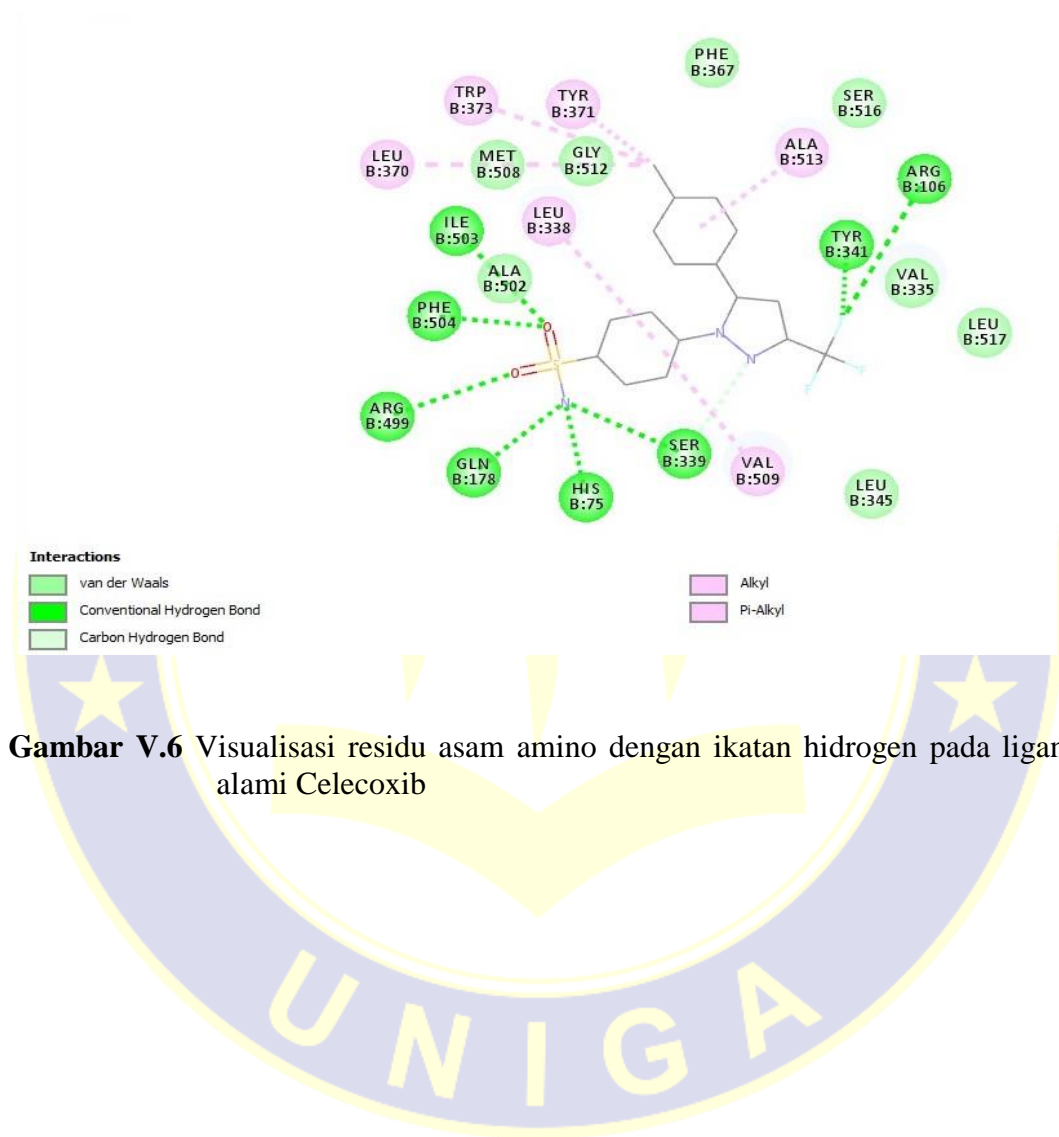 PHE
B:367
TRP
B:373
TYR
B:371
SER
B:516
LEU
B:370
MET
B:508
GLY
B:512
ALA
B:513
ARG
B:106
ILE
B:503
LEU
B:338
TYR
B:341
ALA
B:502
VAL
B:335
PHE
B:504
LEU
B:517
O
N
O
S
N
F
F
ARG
B:499
N
GLN
B:178
HIS
B:75
SER
B:339
VAL
B:509
LEU
B:345
Interactions
van der Waals
Conventional Hydrogen Bond
Carbon Hydrogen Bond
Alkyl
Pi-Alkyl
Gambar V.6 Visualisasi residu asam amino dengan ikatan hidrogen pada ligan
alami Celecoxib
UNIGA